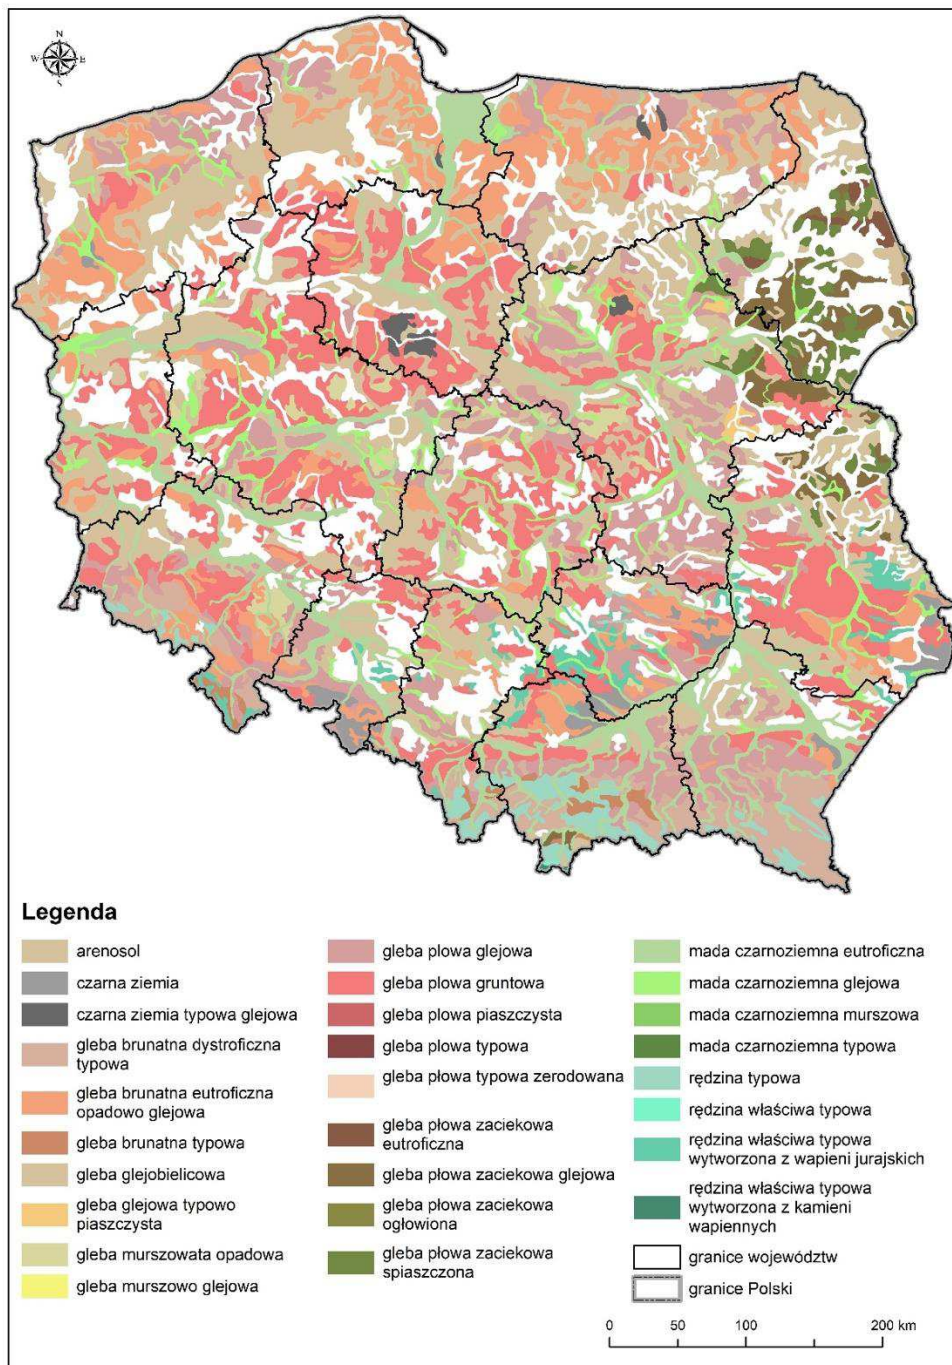 N
W E
S
Legenda
arenosol
czarna ziemia
czarna ziemia typowa glejowa
gleba brunatna dystroficzna
typowa
gleba brunatna eutroficzna
opadowo glejowa
gleba brunatna typowa
gleba glejobielicowa
gleba glejowa typowo
piaszczysta
gleba murszowata opadowa
gleba murszowo glejowa
gleba plowa glejowa
gleba plowa gruntowa
gleba plowa piaszczysta
gleba plowa typowa
gleba płowa typowa zerodowana
gleba płowa zaciekowa
eutroficzna
gleba płowa zaciekowa glejowa
gleba płowa zaciekowa
ogłowiona
gleba płowa zaciekowa
spiaszczona
mada czarnoziemna eutroficzna
mada czarnoziemna glejowa
mada czarnoziemna murszowa
mada czarnoziemna typowa
rędzina typowa
rędzina właściwa typowa
rędzina właściwa typowa
wytworzona z wapieni jurajskich
rędzina właściwa typowa
wytworzona z kamieni
wapiennych
granice województw
granice Polski
0 50 100 200 km